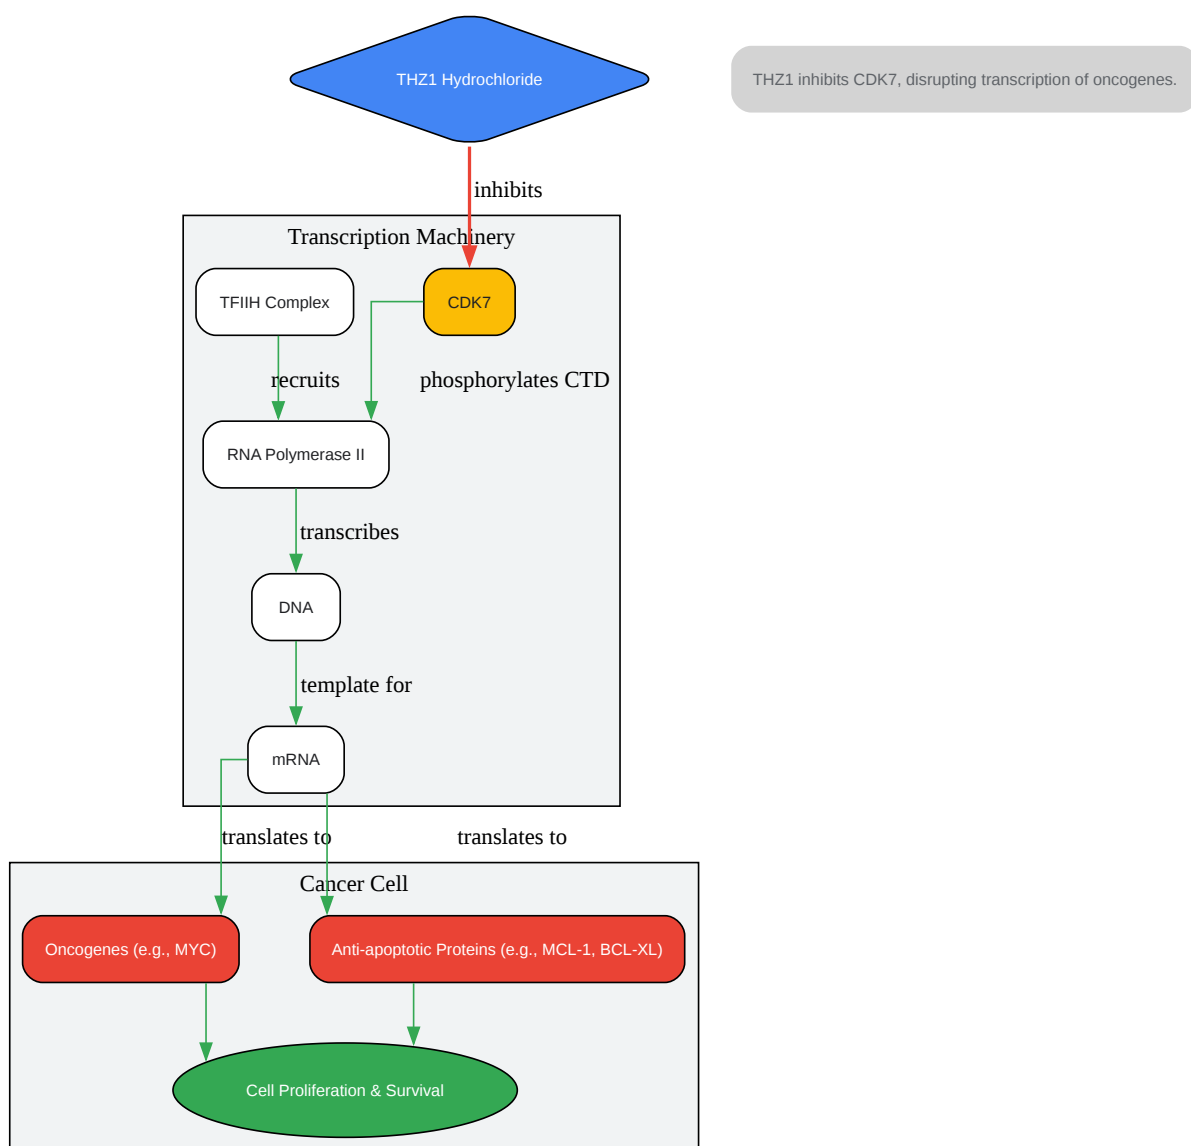 THZ1 Hydrochloride
THZ1 inhibits CDK7, disrupting transcription of oncogenes.
inhibits
Transcription Machinery
TFIIH Complex
CDK7
recruits
phosphorylates CTD
RNA Polymerase II
transcribes
DNA
template for
mRNA
translates to
translates to
Cancer Cell
Oncogenes (e.g., MYC)
Anti-apoptotic Proteins (e.g., MCL-1, BCL-XL)
Cell Proliferation & Survival